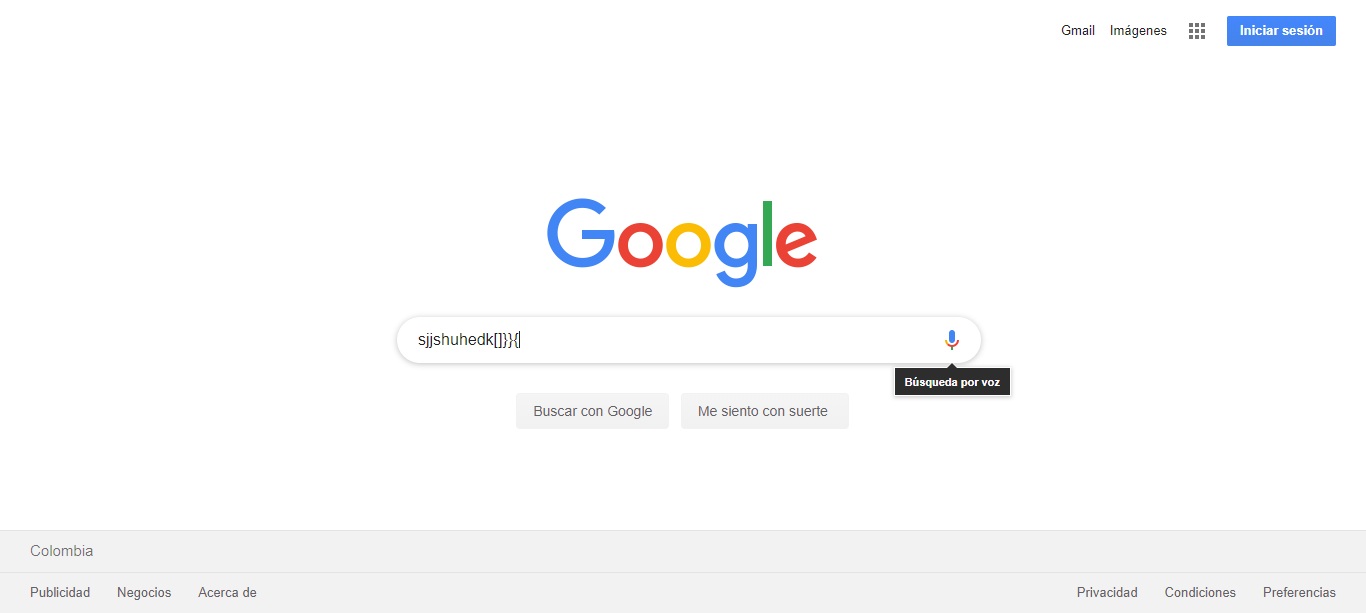 Gmail Imágenes Iniciar sesión
Google
sjjshuhedk[]}}{
Búsqueda por voz
Buscar con Google Me siento con suerte
Colombia
Publicidad Negocios Acerca de Privacidad Condiciones Preferencias